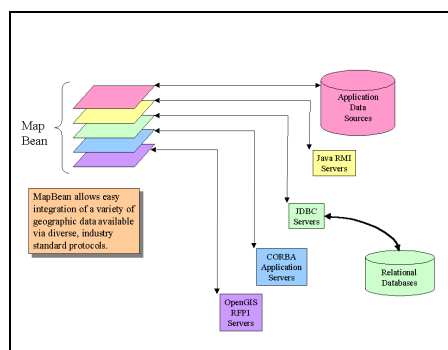 Map
Bean
Application
Data
Sources
Java RMI
Servers
MapBean allows easy
integration of a variety of
geographic data available
via diverse, industry
standard protocols.
JDBC
Servers
CORBA
Application
Servers
Relational
Databases
OpenGIS
RFP1
Servers